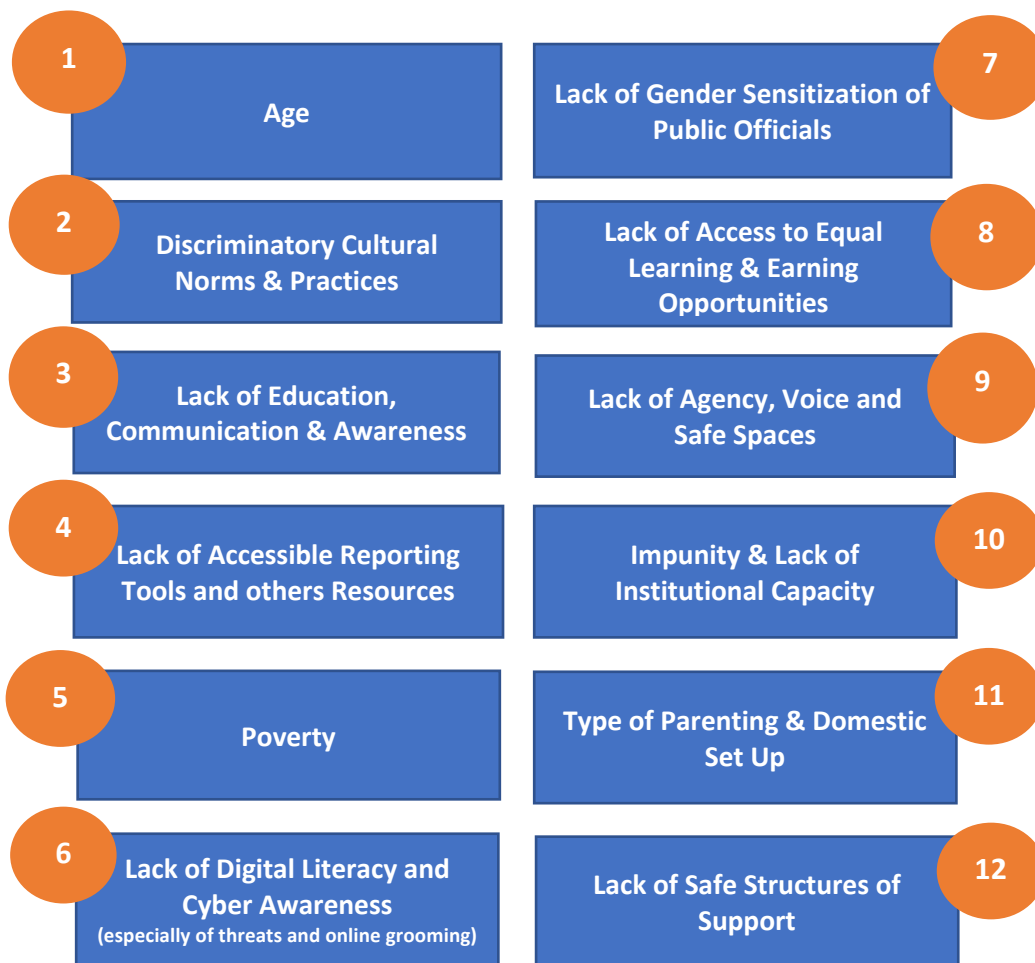 1
Age
2
Discriminatory Cultural
Norms & Practices
3
Lack of Education,
Communication & Awareness
4
Lack of Accessible Reporting
Tools and others Resources
5
Poverty
6
Lack of Digital Literacy and
Cyber Awareness
(especially of threats and online grooming)
7
Lack of Gender Sensitization of
Public Officials
8
Lack of Access to Equal
Learning & Earning
Opportunities
9
Lack of Agency, Voice and
Safe Spaces
10
Impunity & Lack of
Institutional Capacity
11
Type of Parenting & Domestic
Set Up
12
Lack of Safe Structures of
Support